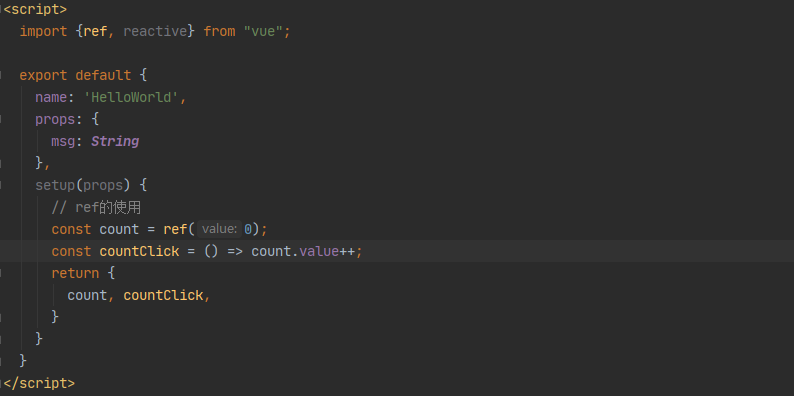 <script>
import {ref, reactive} from "vue";
export default {
name: 'HelloWorld',
props: {
msg: String
},
setup(props) {
// ref的使用
const count = ref( value: 0);
const countClick = () => count.value++;
return {
count, countClick,
}
}
}
</script>